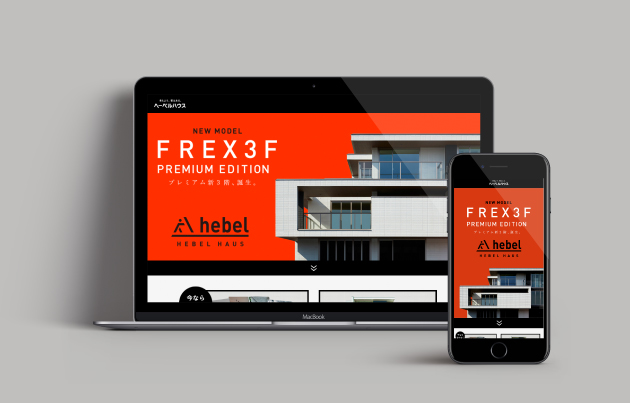 ヘーベルハウス
NEW MODEL
FREX3F
PREMIUM EDITION
プレミアム新3階、誕生。
hebel
HEBEL HAUS
今なら
MacBook
ヘーベルハウス
NEW MODEL
FREX3F
PREMIUM EDITION
プレミアム新3階、誕生。
hebel
HEBEL HAUS